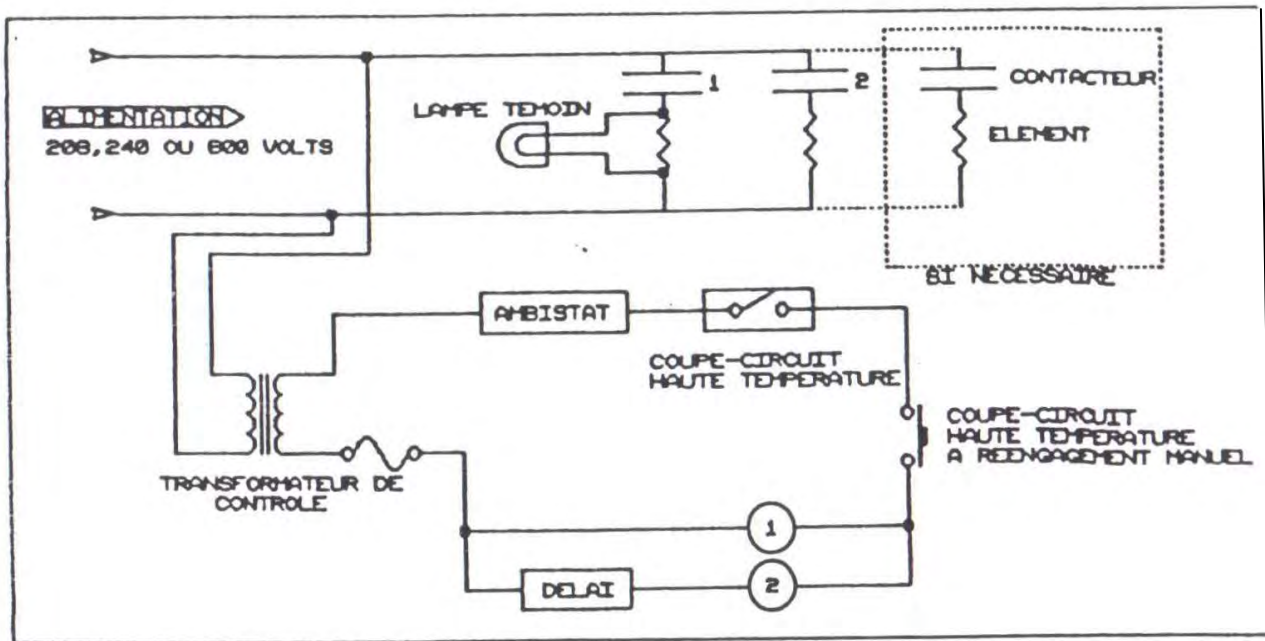 1
2
CONTACTEUR
LAMPE TEMOIN
ALIMENTATION
ELEMENT
208,240 OU 600 VOLTS
SI NECESSAIRE
AMBISTAT
COUPE-CIRCUIT
HAUTE TEMPERATURE
COUPE-CIRCUIT
HAUTE TEMPERATURE
A REENGAGEMENT MANUEL
TRANSFORMATEUR DE
CONTROLE
1
DELAI
2